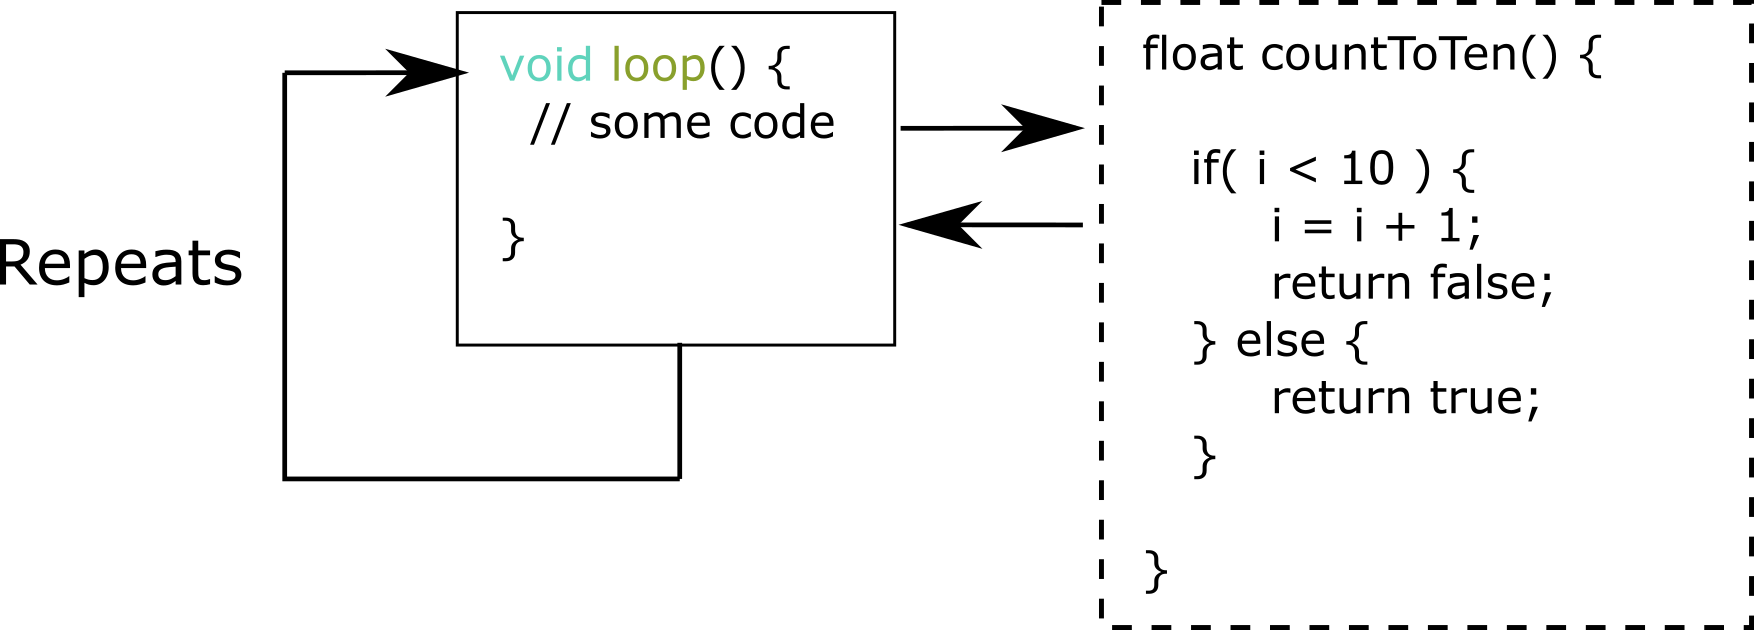 Repeats
void loop() {
// some code
}
float countToTen() {
if( i < 10 ) {
i = i + 1;
return false;
} else {
return true;
}
}